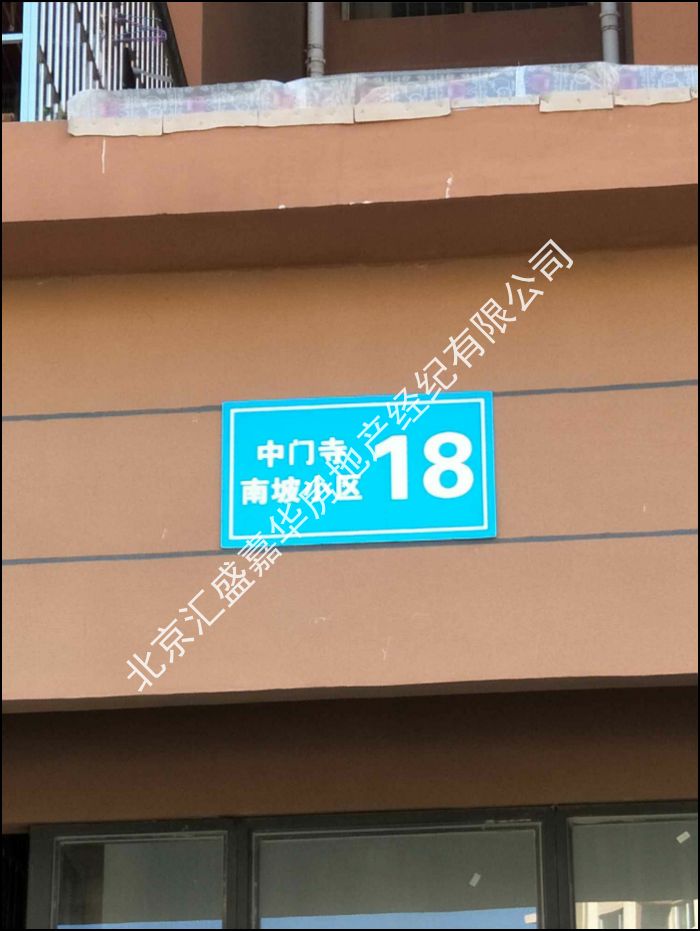 中门寺
南坡小区
18
北京汇盛嘉华房地产经纪有限公司